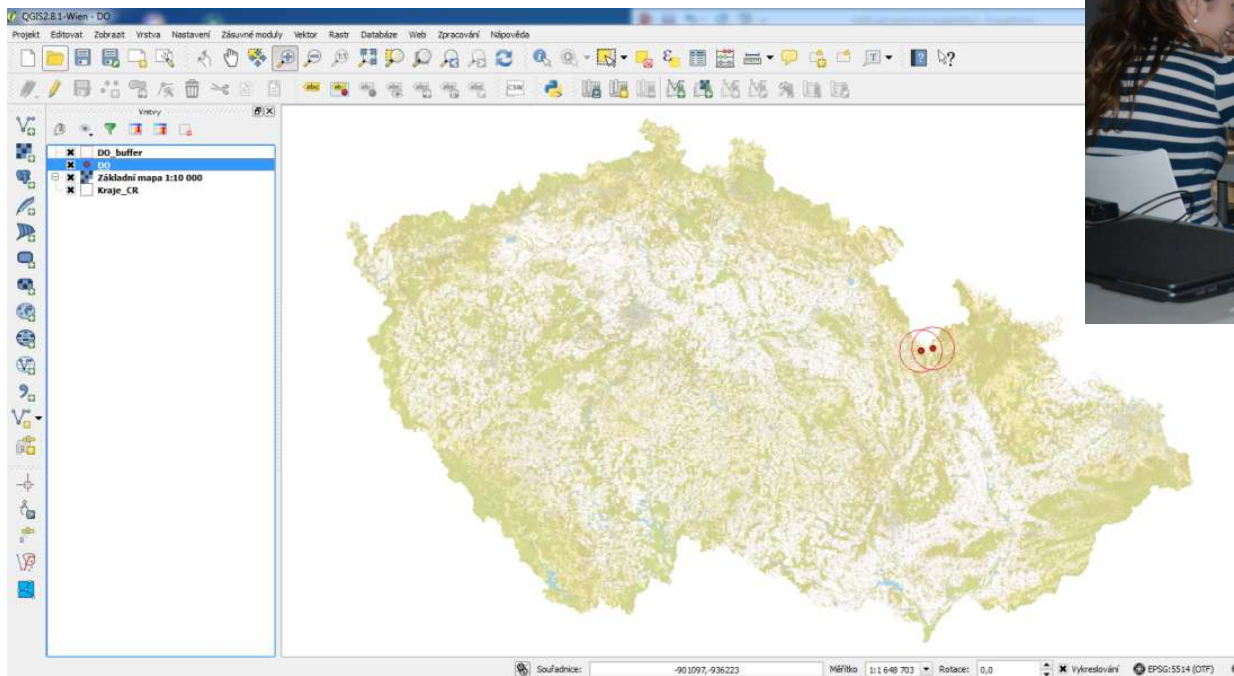 QGIS2.8.1-Wien - DO
Projekt Editovat Zobrazit Vrstva Nastavení Zásuvné moduly Vektor Rastr Databáze Web Zpracování Nápověda
CSW
Vrstvy
DO_buffer
DO
Základní mapa 1:10 000
Kraje_CR
Souřadnice: -901097,-936223 Měřítko 1:1 648 703 Rotace: 0,0 Vykreslování EPSG:5514 (OTF)